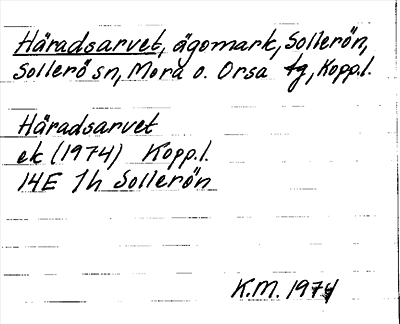 Häradsarvet, ägomark, Sollerön,
Sollerö sn, Mora o. Orsa tg, Kopp.l.
Häradsarvet
ek (1974) Kopp.l.
14E 1h Sollerön
K.M. 1974